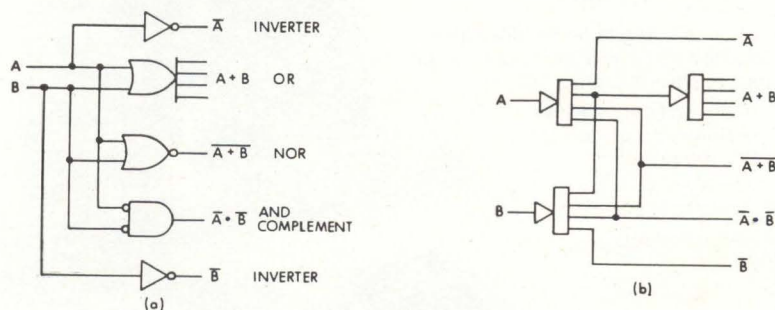 A̅ INVERTER
A
B
A + B OR
A̅ ̅+̅ ̅B̅ NOR
A̅ • B̅ AND
COMPLEMENT
B̅ INVERTER
(a)
A̅
A
A + B
A̅ ̅+̅ ̅B̅
B
A̅ • B̅
B̅
(b)